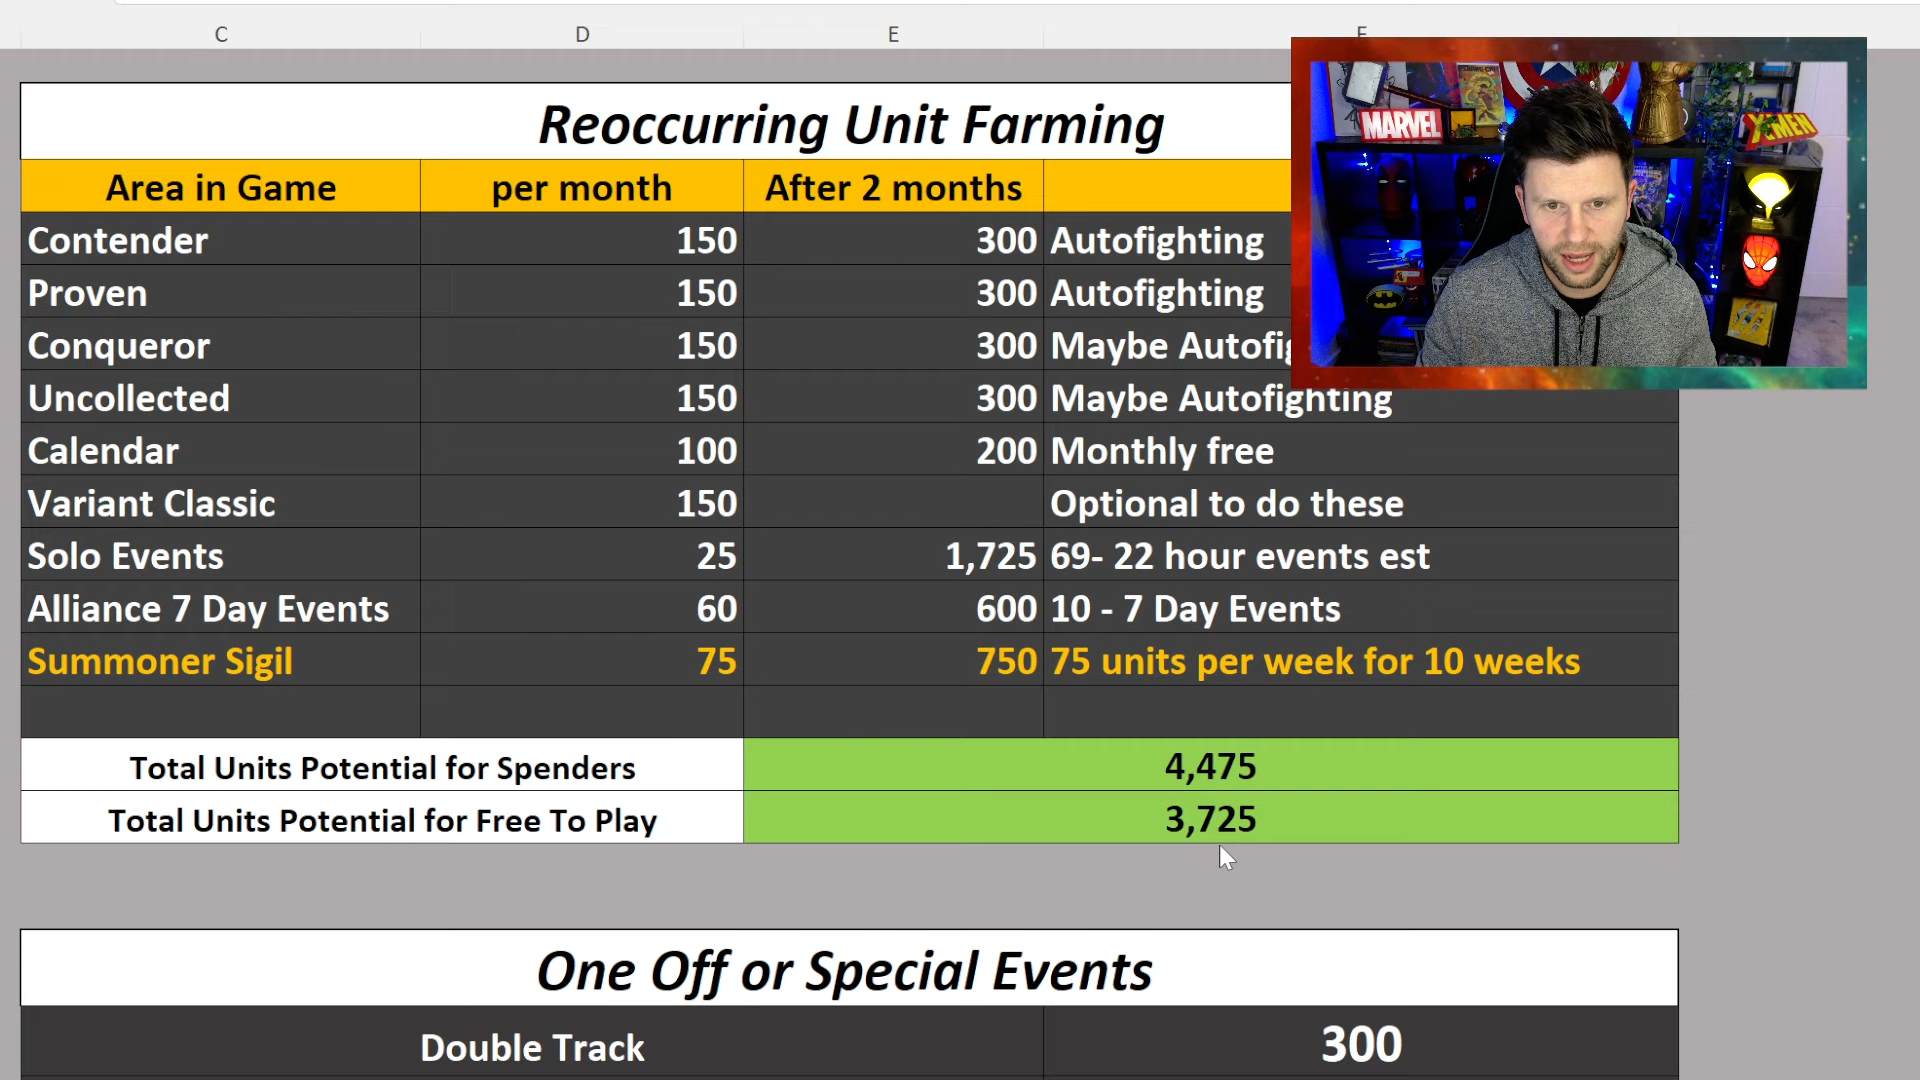 C D E F
Reoccurring Unit Farming
Area in Game per month After 2 months
Contender 150 300 Autofighting
Proven 150 300 Autofighting
Conqueror 150 300 Maybe
Uncollected 150 300 Maybe Autofighting
Calendar 100 200 Monthly free
Variant Classic 150 Optional to do these
Solo Events 25 1,725 69- 22 hour events est
Alliance 7 Day Events 60 600 10 - 7 Day Events
Summoner Sigil 75 750 75 units per week for 10 weeks
Total Units Potential for Spenders 4,475
Total Units Potential for Free To Play 3,725
One Off or Special Events
Double Track 300
MARVEL
X-MEN